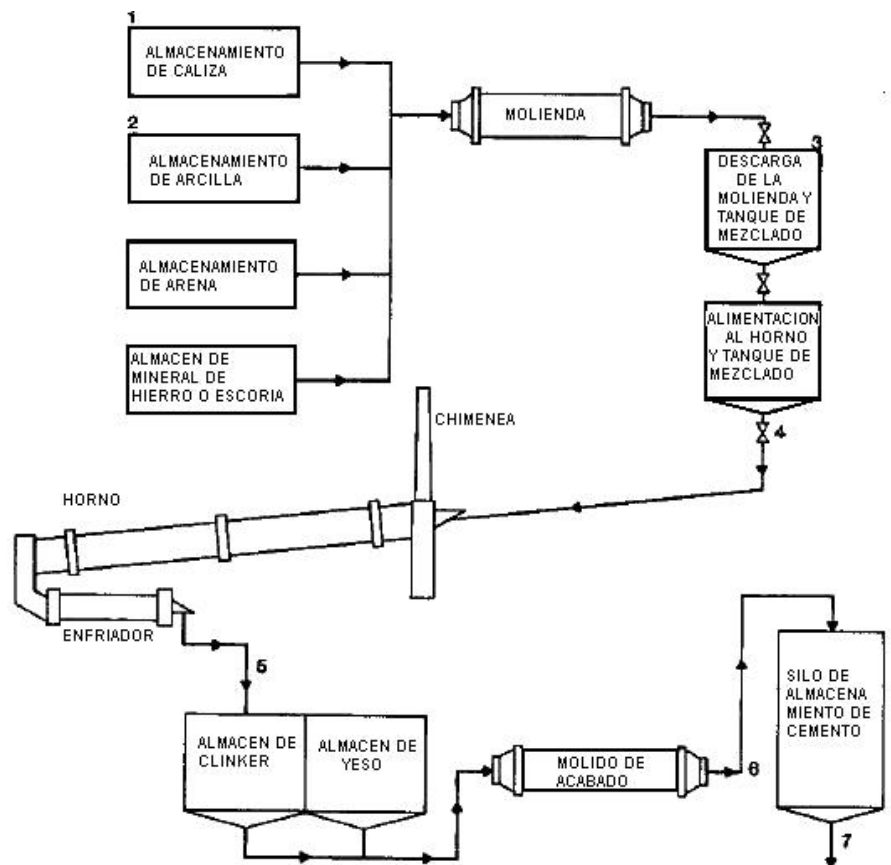 1
ALMACENAMIENTO
DE CALIZA
2
ALMACENAMIENTO
DE ARCILLA
ALMACENAMIENTO
DE ARENA
ALMACEN DE
MINERAL DE
HIERRO O ESCORIA
MOLIENDA
3
DESCARGA
DE LA
MOLIENDA Y
TANQUE DE
MEZCLADO
ALIMENTACION
AL HORNO
Y TANQUE DE
MEZCLADO
4
CHIMENEA
HORNO
ENFRIADOR
5
ALMACEN DE
CLINKER
ALMACEN DE
YESO
MOLIDO DE
ACABADO
6
SILO DE
ALMACENA
MIENTO DE
CEMENTO
7